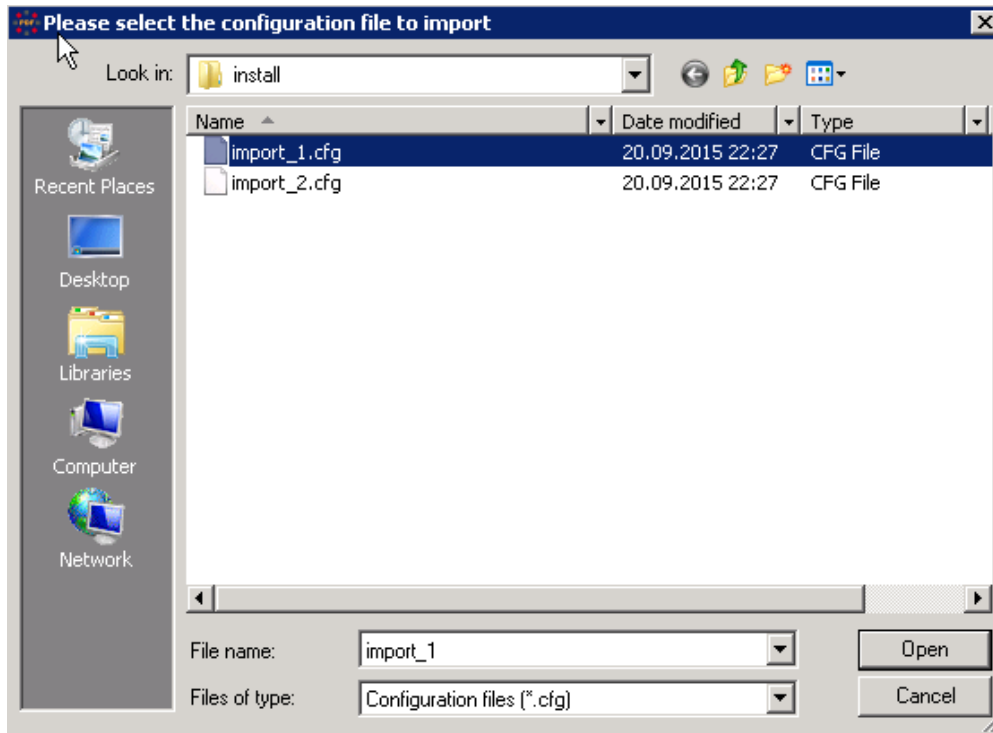 Please select the configuration file to import
Look in: install
Name Date modified Type
import_1.cfg 20.09.2015 22:27 CFG File
import_2.cfg 20.09.2015 22:27 CFG File
Recent Places
Desktop
Libraries
Computer
Network
File name: import_1 Open
Files of type: Configuration files (*.cfg) Cancel